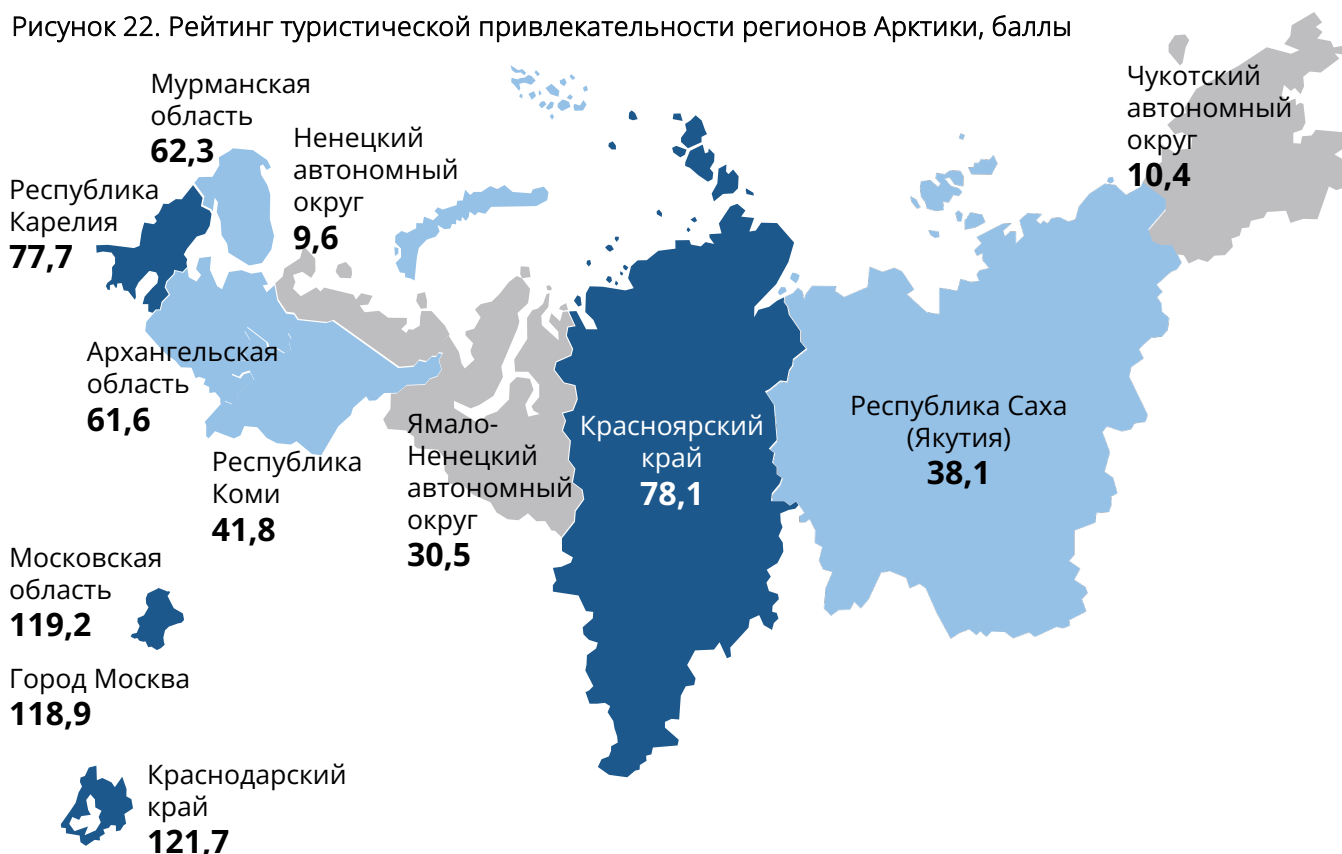 Рисунок 22. Рейтинг туристической привлекательности регионов Арктики, баллы
Мурманская
область
62,3
Ненецкий
автономный
округ
9,6
Чукотский
автономный
округ
10,4
Республика
Карелия
77,7
Архангельская
область
61,6
Республика
Коми
41,8
Ямало-
Ненецкий
автономный
округ
30,5
Красноярский
край
78,1
Республика Саха
(Якутия)
38,1
Московская
область
119,2
Город Москва
118,9
Краснодарский
край
121,7